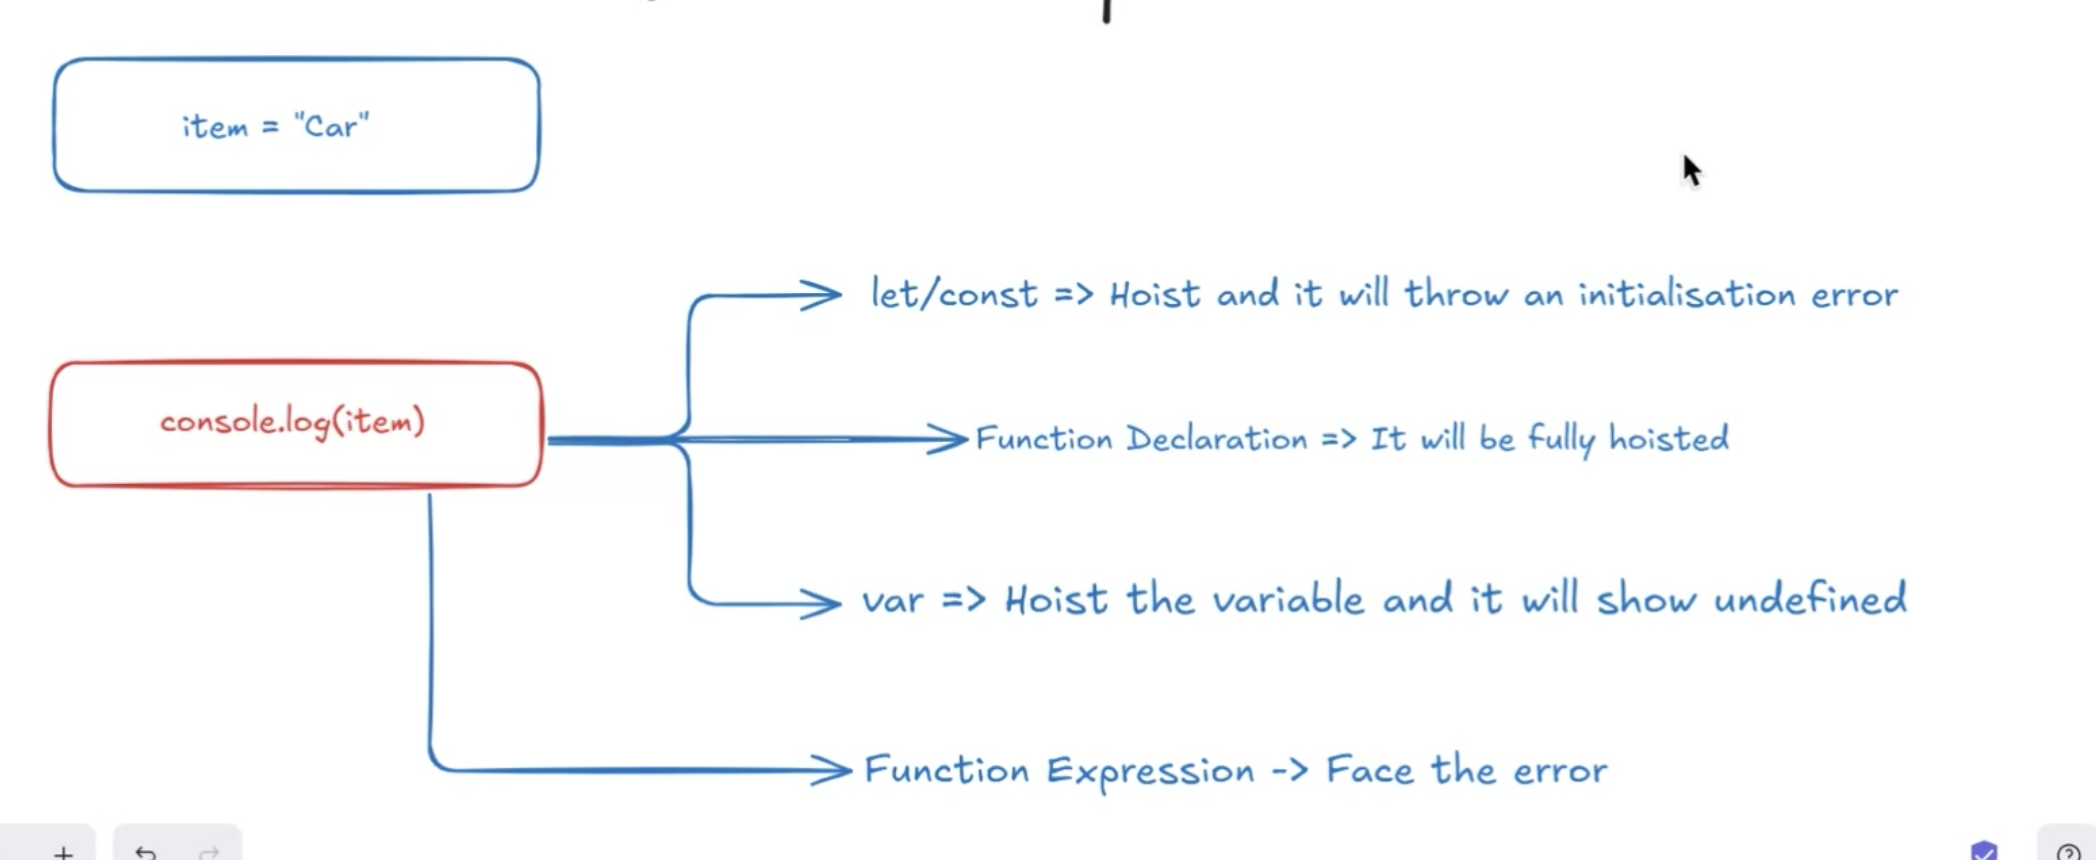 item = "Car"
let/const => Hoist and it will throw an initialisation error
console.log(item)
Function Declaration => It will be fully hoisted
var => Hoist the variable and it will show undefined
Function Expression -> Face the error